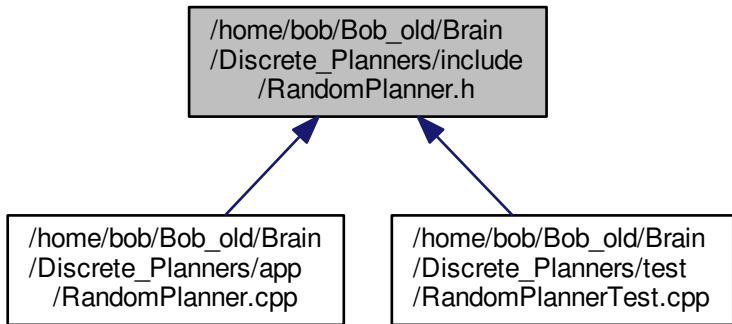 /home/bob/Bob_old/Brain
/Discrete_Planners/include
/RandomPlanner.h
/home/bob/Bob_old/Brain
/Discrete_Planners/app
/RandomPlanner.cpp
/home/bob/Bob_old/Brain
/Discrete_Planners/test
/RandomPlannerTest.cpp